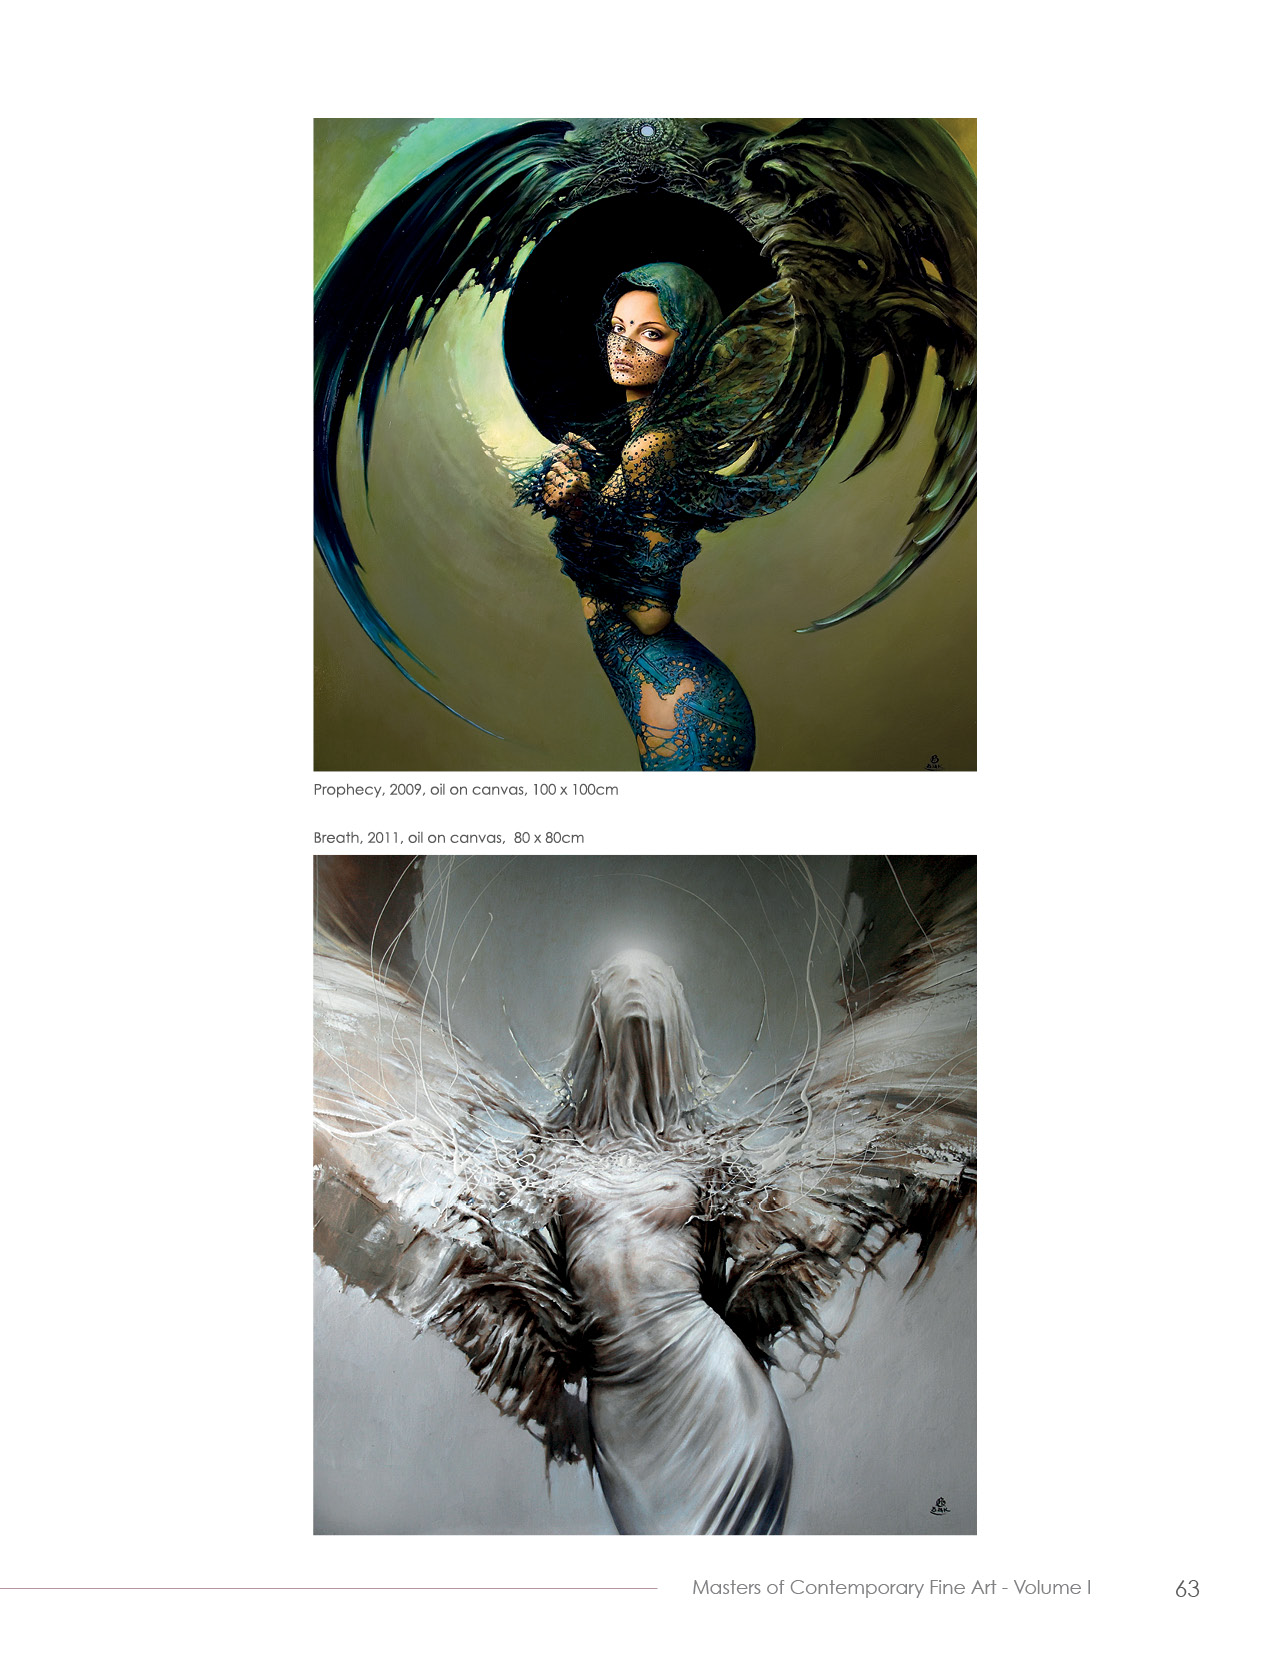 Prophecy, 2009, oil on canvas, 100 x 100cm
Breath, 2011, oil on canvas,  80 x 80cm
BAK
Masters of Contemporary Fine Art - Volume I
63